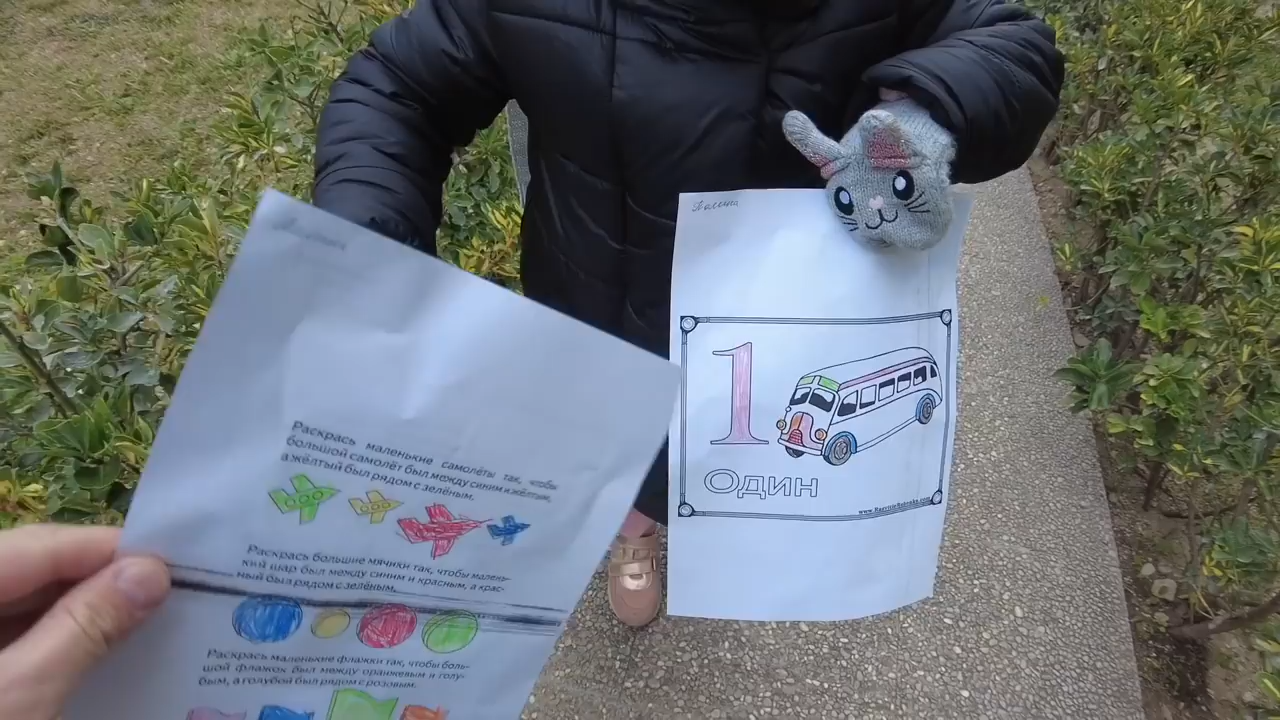 Раскрась маленькие самолёты так, чтобы
большой самолёт был между синим и жёлтым,
а жёлтый был рядом с зелёным.
Раскрась большие мячики так, чтобы малень-
кий шар был между синим и красным, а крас-
ный был рядом с зелёным.
Раскрась маленькие флажки так, чтобы боль-
шой флажок был между оранжевым и голу-
бым, а голубой был рядом с розовым.
1
Один